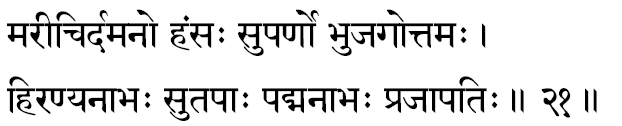 मरीचिर्दमनो हंसः सुपर्णो भुजगोत्तमः ।
हिरण्यनाभः सुतपाः पद्मनाभः प्रजापतिः ॥ २१ ॥